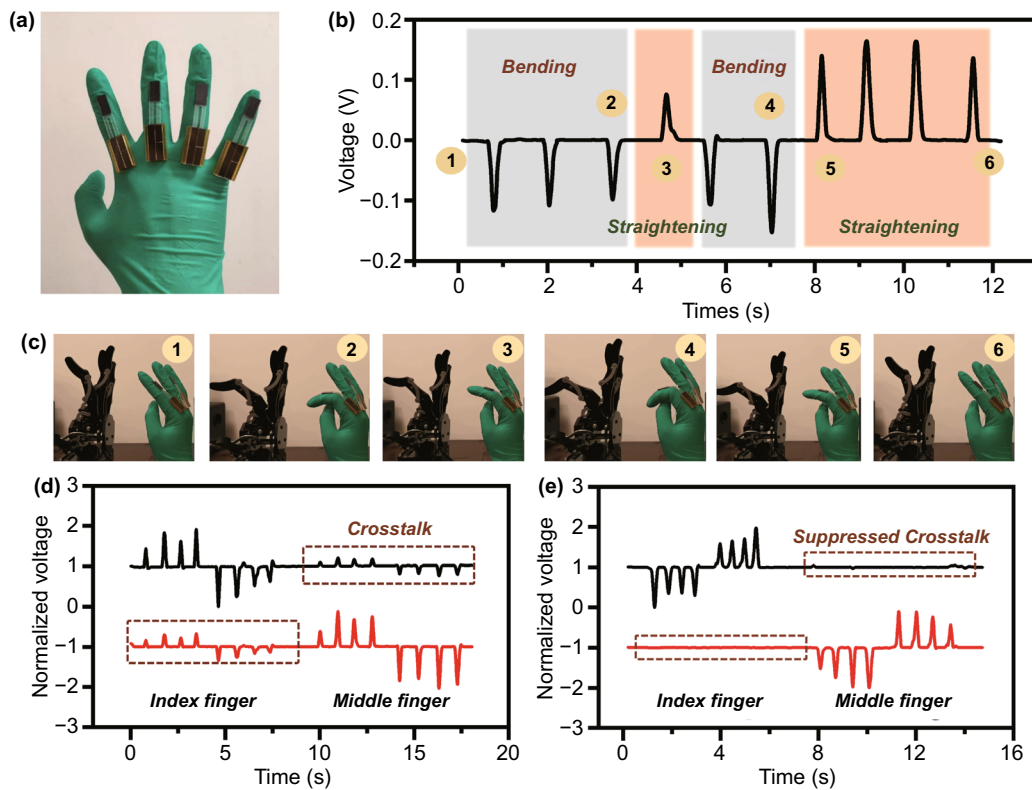 (a)
(b)
Voltage (V)
0.2
0.1
0.0
−0.1
−0.2
Bending
Bending
1
2
3
4
5
6
Straightening
Straightening
0
2
4
6
8
10
12
Times (s)
(c)
1
2
3
4
5
6
(d)
Normalized voltage
3
2
1
0
−1
−2
−3
Crosstalk
Index finger
Middle finger
0
5
10
15
20
Time (s)
(e)
Normalized voltage
3
2
1
0
−1
−2
−3
Suppressed Crosstalk
Index finger
Middle finger
0
4
8
12
16
Time (s)